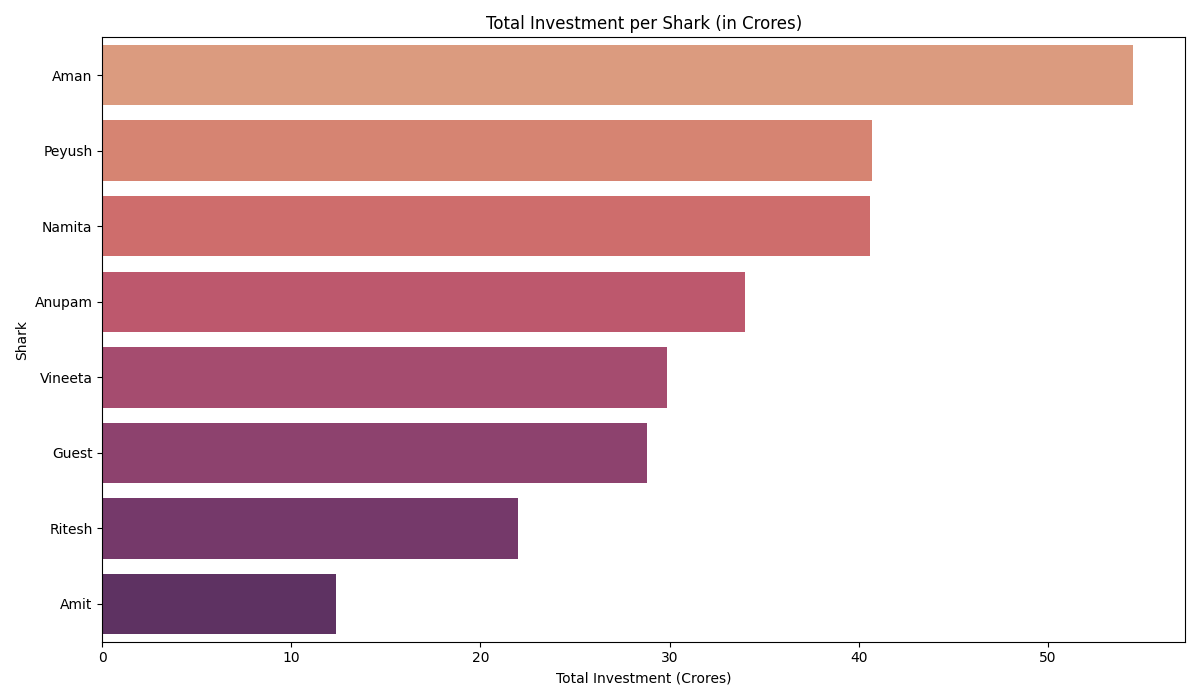 Total Investment per Shark (in Crores)
Shark
Aman
Peyush
Namita
Anupam
Vineeta
Guest
Ritesh
Amit
0 10 20 30 40 50
Total Investment (Crores)